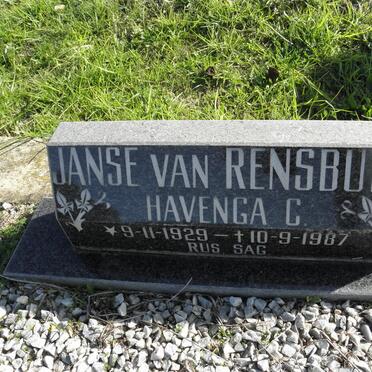 JANSE VAN RENSBU
HAVENGA C
*9-11-1929 - †10-9-1987
RUS SAG